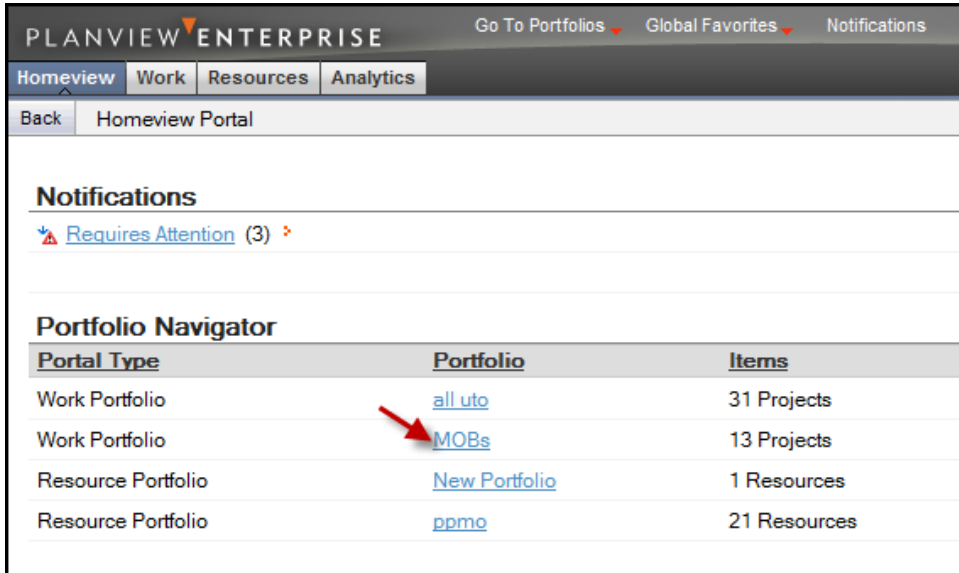 PLANVIEW ENTERPRISE Go To Portfolios Global Favorites Notifications
Homeview Work Resources Analytics
Back Homeview Portal
Notifications
Requires Attention (3)
Portfolio Navigator
Portal Type Portfolio Items
Work Portfolio all uto 31 Projects
Work Portfolio MOBs 13 Projects
Resource Portfolio New Portfolio 1 Resources
Resource Portfolio ppmo 21 Resources